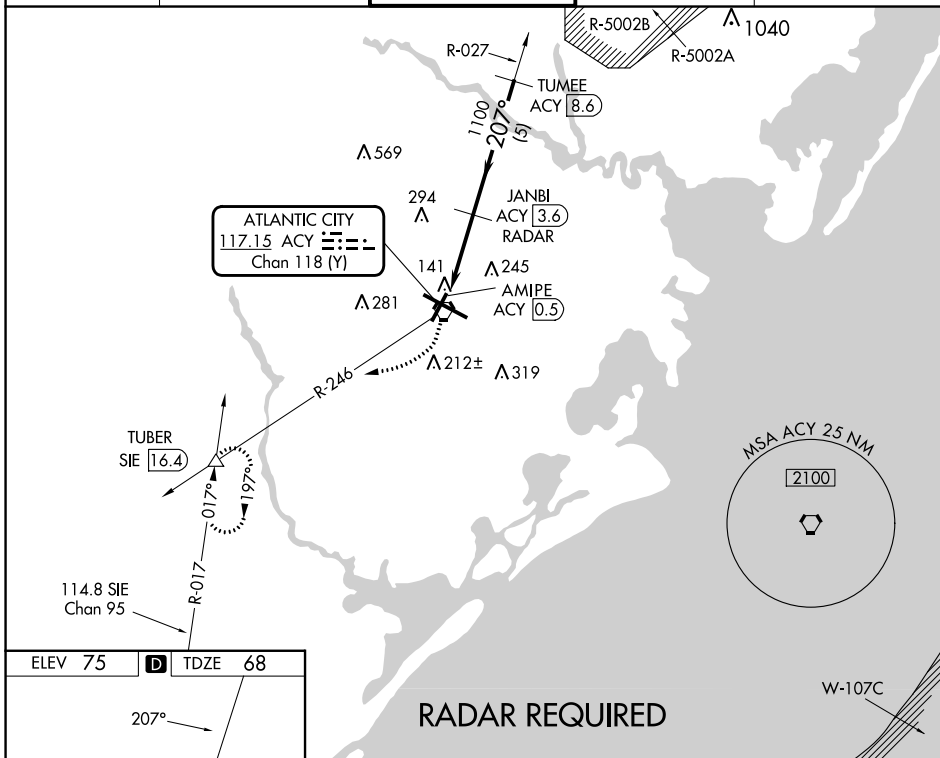 R-5002B
1040
R-5002A
R-027
TUMEE
ACY 8.6
1100
207°
(5)
569
294
JANBI
ACY 3.6
RADAR
ATLANTIC CITY
117.15 ACY
Chan 118 (Y)
141
245
AMIPE
ACY 0.5
281
212±
319
R-246
TUBER
SIE 16.4
017°
197°
R-017
MSA ACY 25 NM
2100
114.8 SIE
Chan 95
ELEV 75 D TDZE 68
207°
RADAR REQUIRED
W-107C